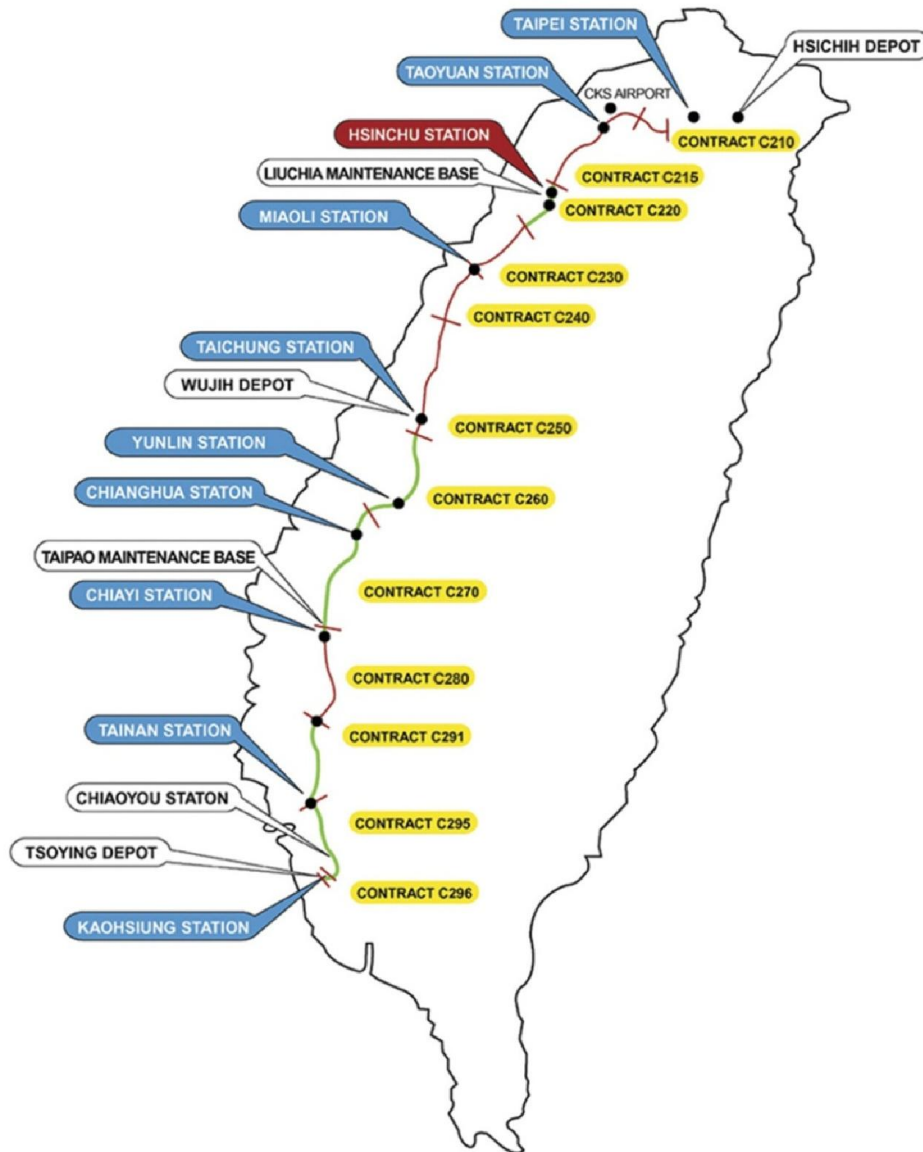 TAIPEI STATION
HSICHIH DEPOT
TAOYUAN STATION
CKS AIRPORT
HSINCHU STATION
CONTRACT C210
LIUCHIA MAINTENANCE BASE
CONTRACT C215
CONTRACT C220
MIAOLI STATION
CONTRACT C230
CONTRACT C240
TAICHUNG STATION
WUJIH DEPOT
CONTRACT C250
YUNLIN STATION
CHIANGHUA STATON
CONTRACT C260
TAIPAO MAINTENANCE BASE
CHIAYI STATION
CONTRACT C270
CONTRACT C280
TAINAN STATION
CONTRACT C291
CHIAOYOU STATON
CONTRACT C295
TSOYING DEPOT
CONTRACT C296
KAOHSIUNG STATION